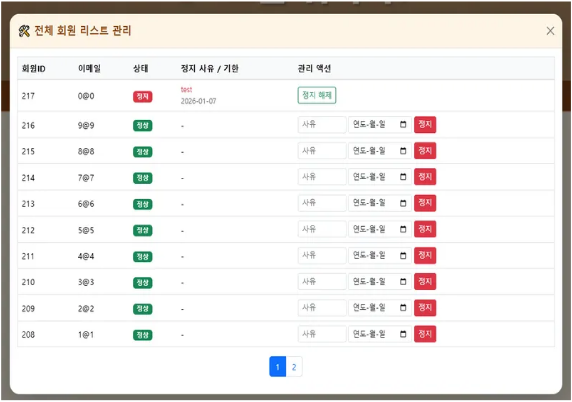 전체 회원 리스트 관리
회원ID 이메일 상태 정지 사유 / 기한 관리 액션
217 0@0 정지 test 2026-01-07 정지 해제
216 9@9 정상 - 사유 연도-월-일 정지
215 8@8 정상 - 사유 연도-월-일 정지
214 7@7 정상 - 사유 연도-월-일 정지
213 6@6 정상 - 사유 연도-월-일 정지
212 5@5 정상 - 사유 연도-월-일 정지
211 4@4 정상 - 사유 연도-월-일 정지
210 3@3 정상 - 사유 연도-월-일 정지
209 2@2 정상 - 사유 연도-월-일 정지
208 1@1 정상 - 사유 연도-월-일 정지
1 2